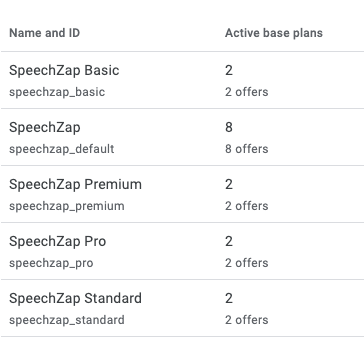 Name and ID Active base plans
SpeechZap Basic 2
speechzap_basic 2 offers
SpeechZap 8
speechzap_default 8 offers
SpeechZap Premium 2
speechzap_premium 2 offers
SpeechZap Pro 2
speechzap_pro 2 offers
SpeechZap Standard 2
speechzap_standard 2 offers